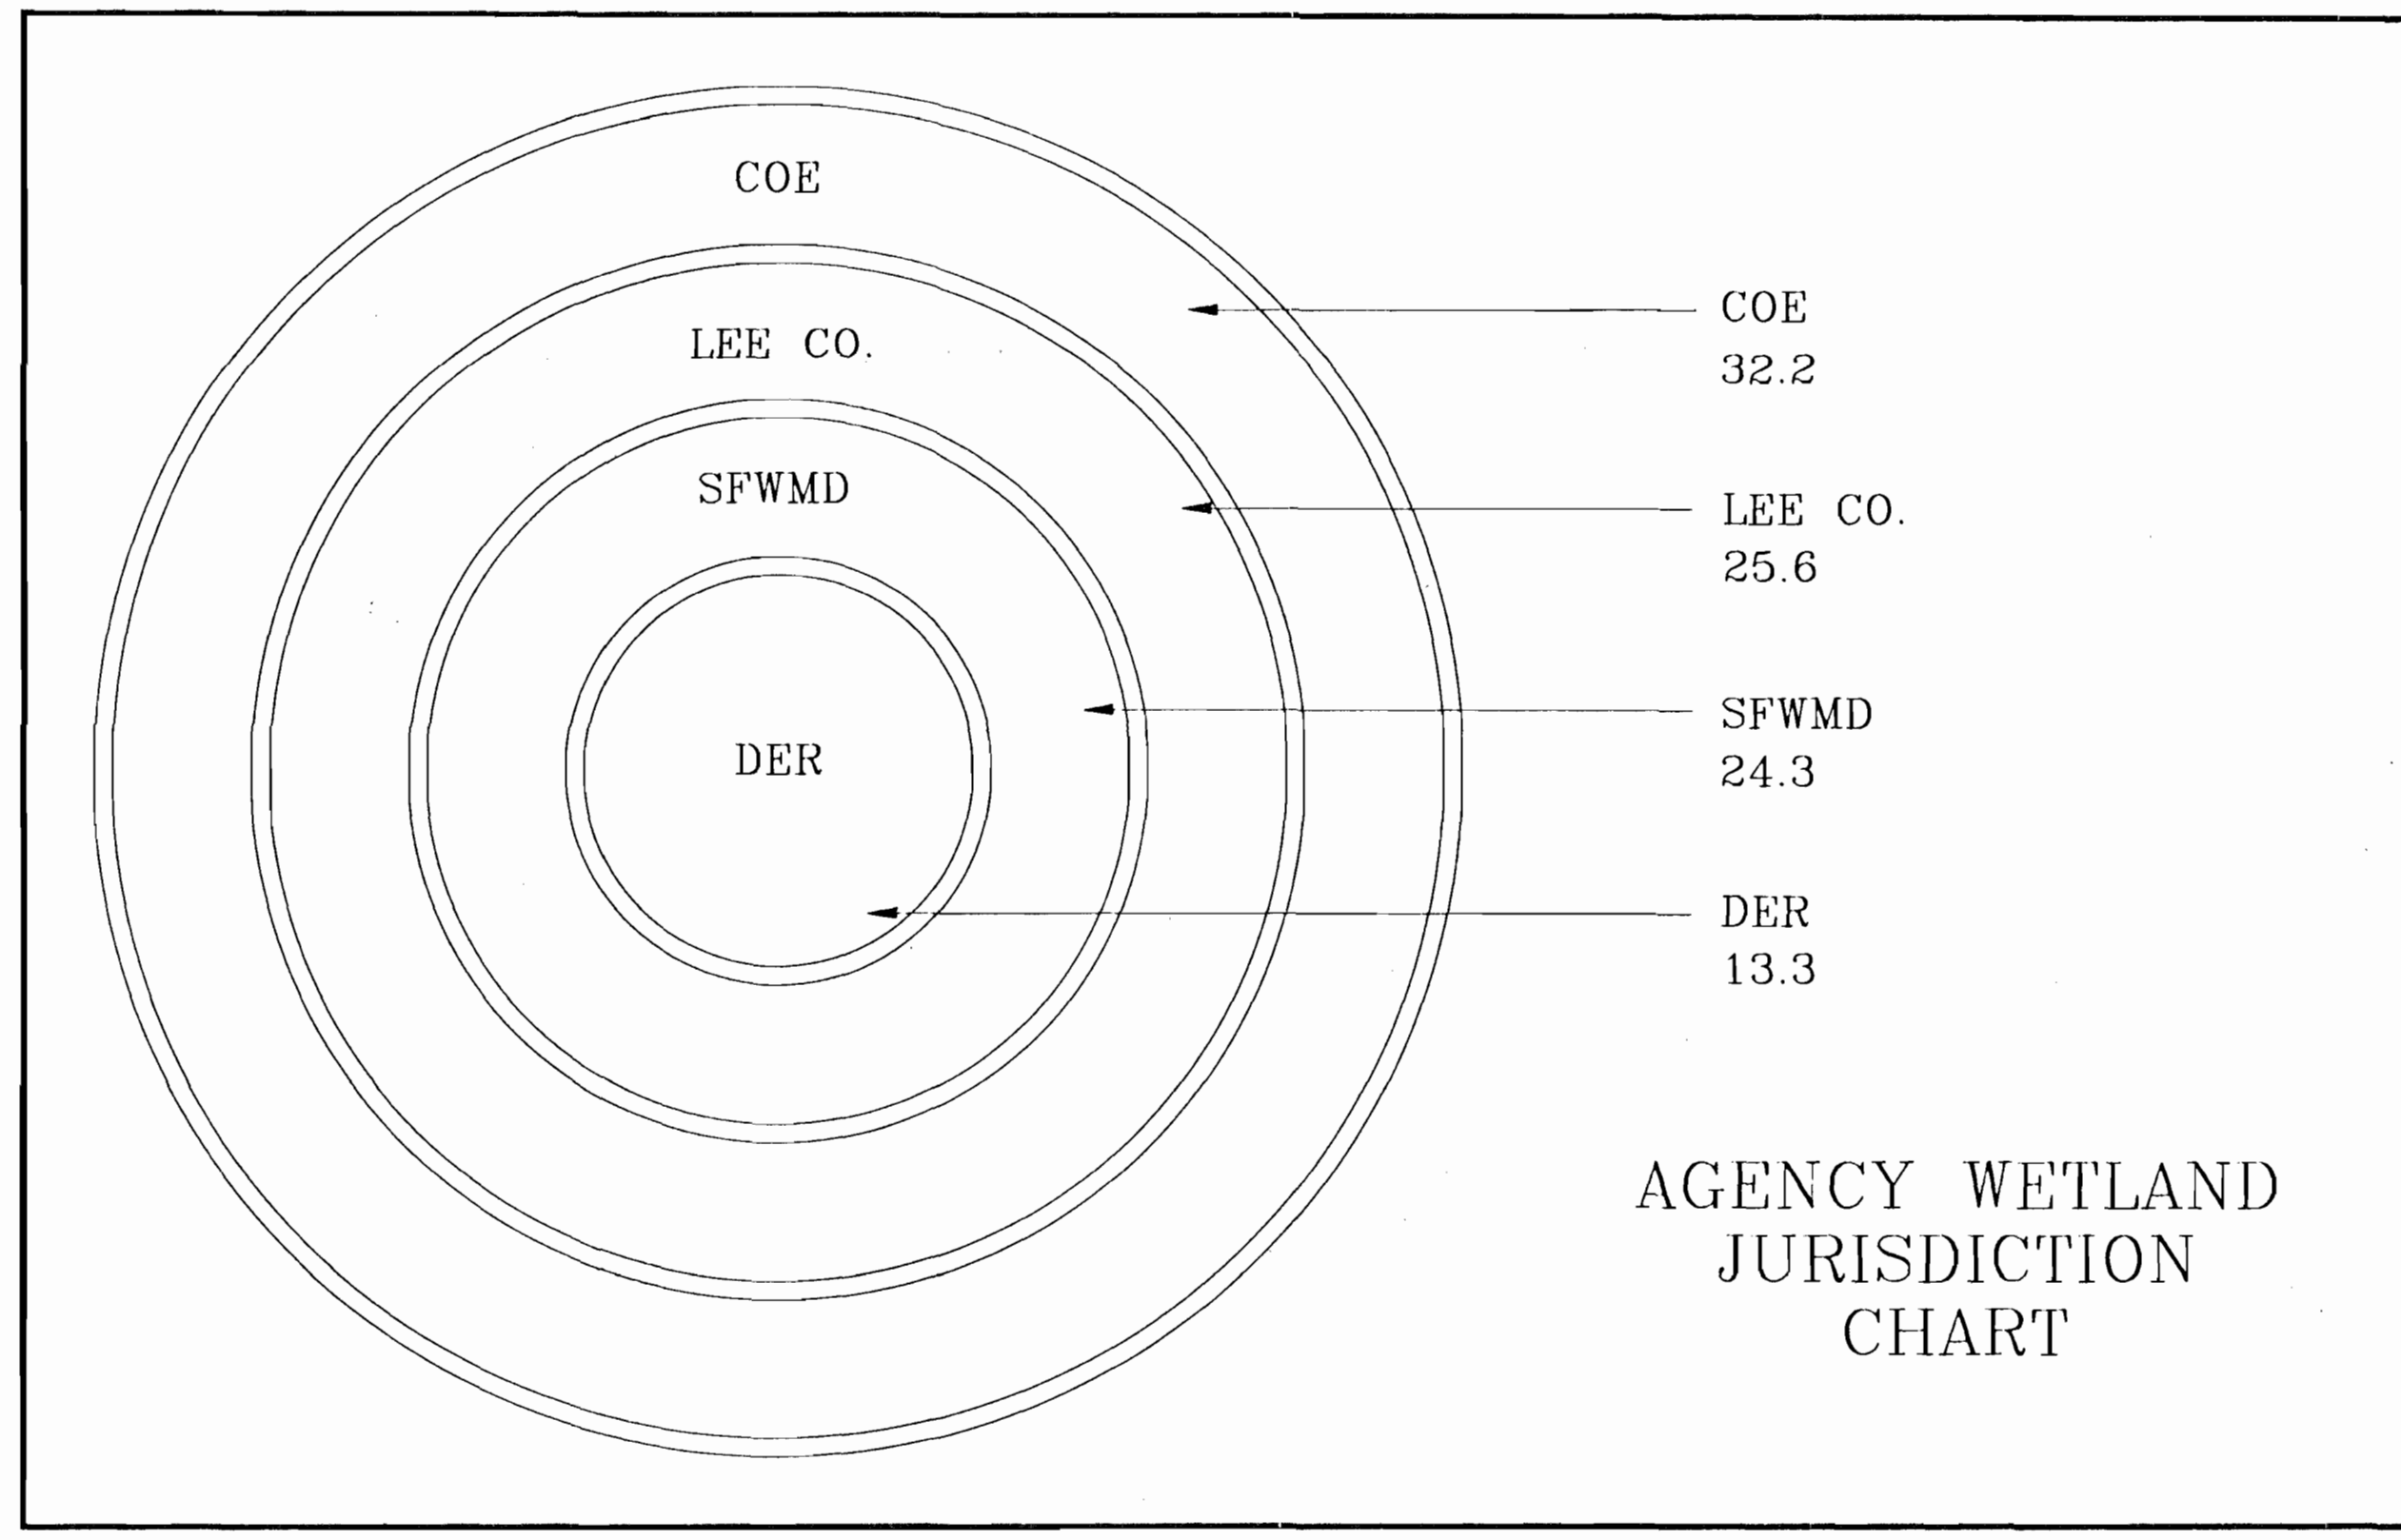 COE
LEE CO.
SFWMD
DER
COE
32.2
LEE CO.
25.6
SFWMD
24.3
DER
13.3
AGENCY WETLAND
JURISDICTION
CHART